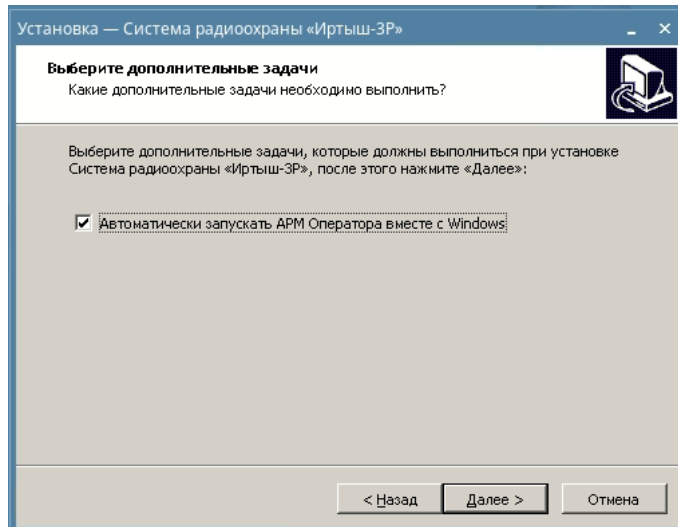 Установка — Система радиоохраны «Иртыш-3Р»
Выберите дополнительные задачи
Какие дополнительные задачи необходимо выполнить?
Выберите дополнительные задачи, которые должны выполниться при установке
Система радиоохраны «Иртыш-3Р», после этого нажмите «Далее»:
Автоматически запускать АРМ Оператора вместе с Windows
< Назад
Далее >
Отмена